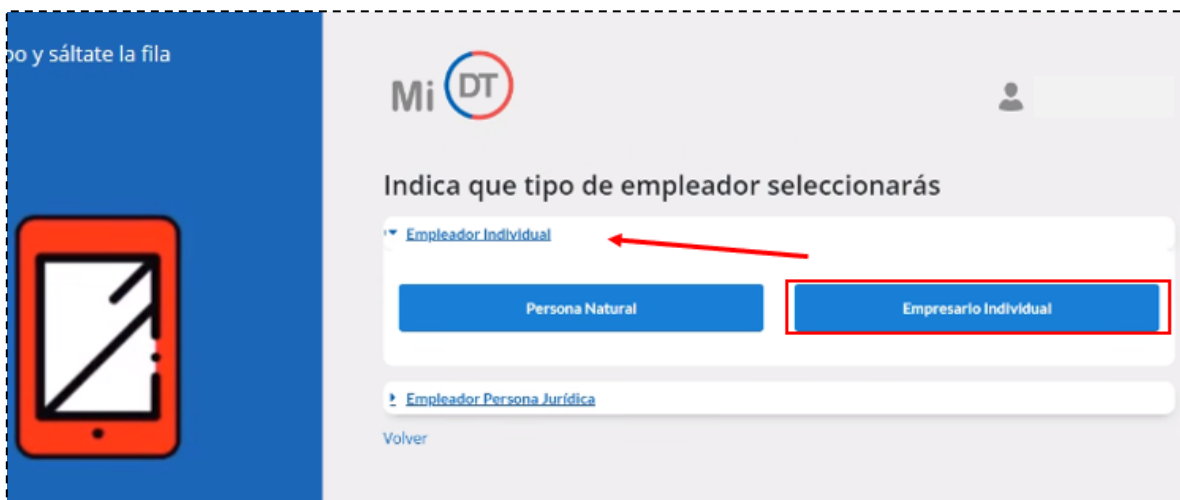 po y sáltate la fila
Mi DT
Indica que tipo de empleador seleccionarás
Empleador Individual
Persona Natural
Empresario Individual
Empleador Persona Jurídica
Volver